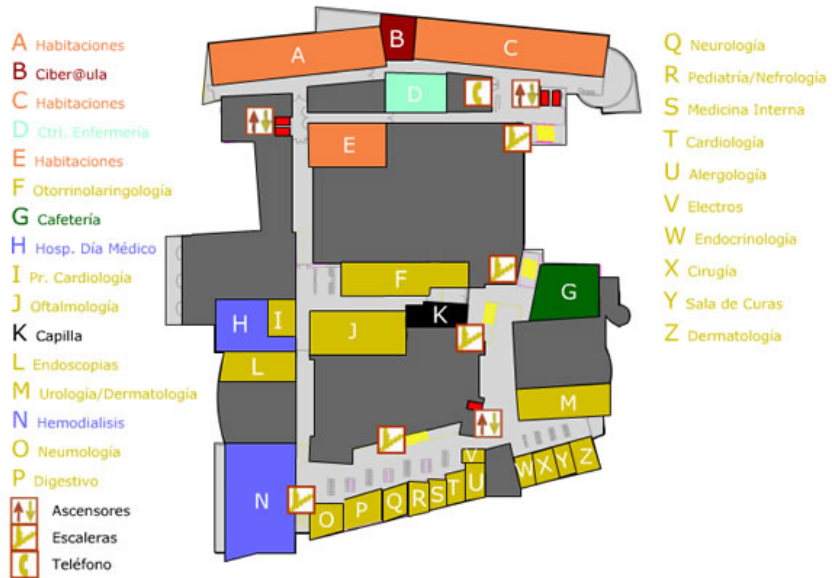 A Habitaciones
B Ciber@ula
C Habitaciones
D Ctrl. Enfermería
E Habitaciones
F Otorrinolaringología
G Cafetería
H Hosp. Día Médico
I Pr. Cardiología
J Oftalmología
K Capilla
L Endoscopias
M Urología/Dermatología
N Hemodialisis
O Neumología
P Digestivo
Ascensores
Escaleras
Teléfono
A
B
C
D
E
F
G
H
I
J
K
L
M
N
O
P
Q
R
S
T
U
V
W
X
Y
Z
Q Neurología
R Pediatría/Nefrología
S Medicina Interna
T Cardiología
U Alergología
V Electros
W Endocrinología
X Cirugía
Y Sala de Curas
Z Dermatología